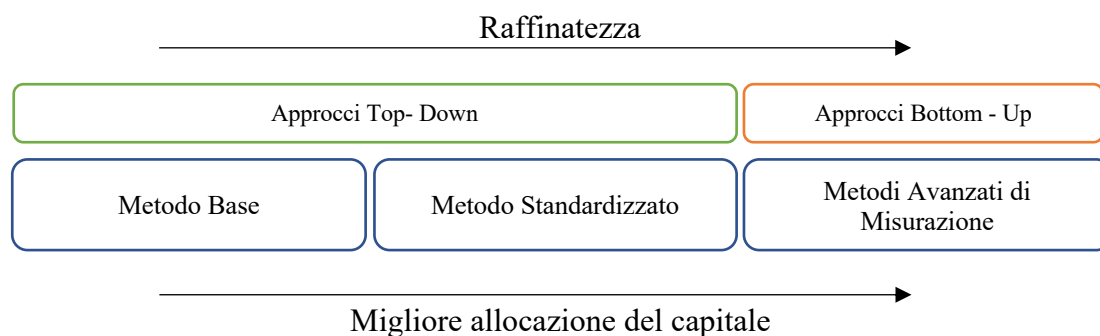 Raffinatezza
Approcci Top- Down
Approcci Bottom - Up
Metodo Base
Metodo Standardizzato
Metodi Avanzati di
Misurazione
Migliore allocazione del capitale